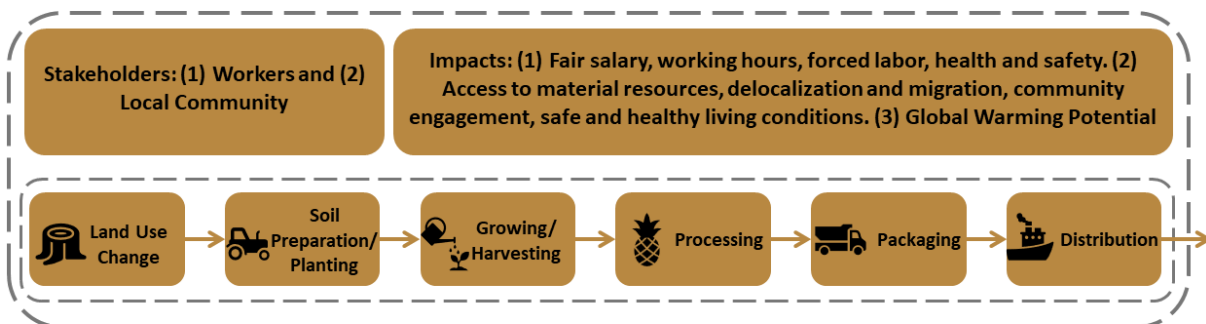 Stakeholders: (1) Workers and (2)
Local Community
Impacts: (1) Fair salary, working hours, forced labor, health and safety. (2)
Access to material resources, delocalization and migration, community
engagement, safe and healthy living conditions. (3) Global Warming Potential
Land Use
Change
Soil
Preparation/
Planting
Growing/
Harvesting
Processing
Packaging
Distribution